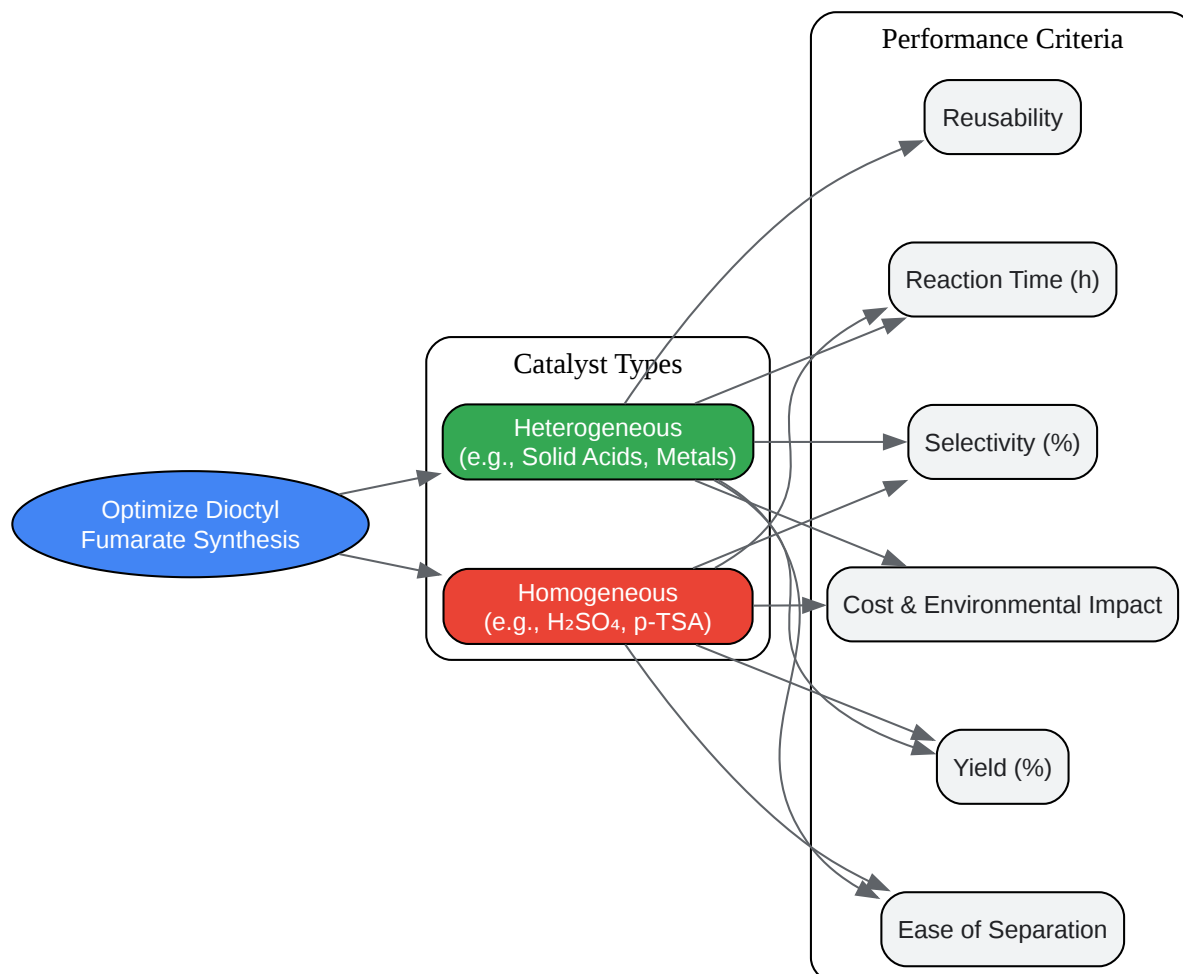 Performance Criteria
Reusability
Reaction Time (h)
Catalyst Types
Heterogeneous
(e.g., Solid Acids, Metals)
Selectivity (%)
Optimize Dioctyl
Fumarate Synthesis
Homogeneous
(e.g., H₂SO₄, p-TSA)
Cost & Environmental Impact
Yield (%)
Ease of Separation